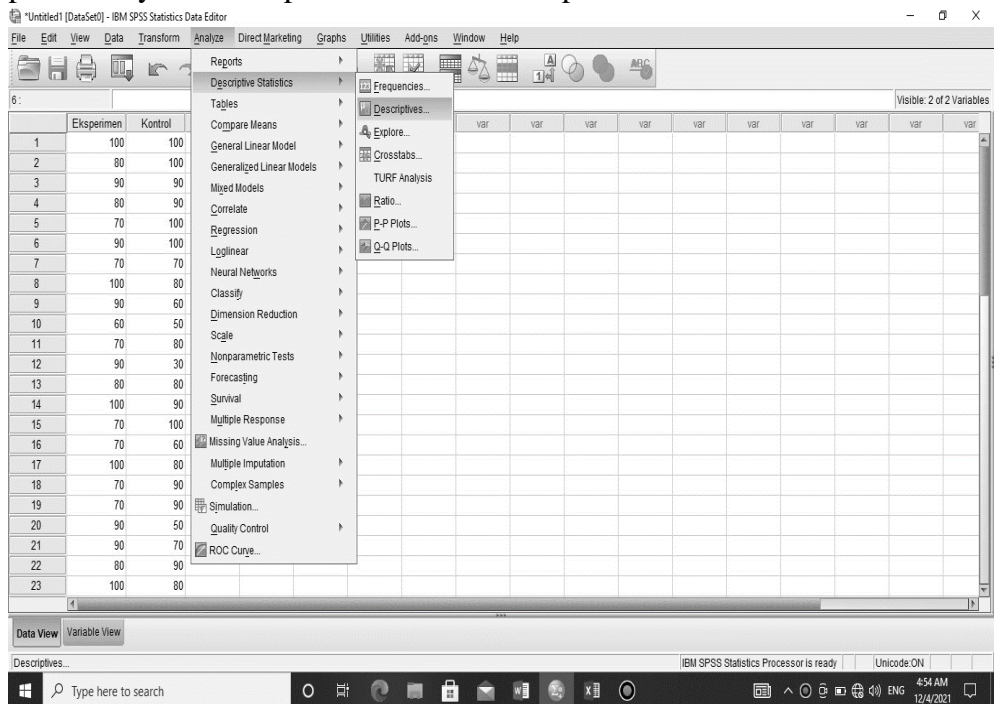 *Untitled1 [DataSet0] - IBM SPSS Statistics Data Editor
File Edit View Data Transform Analyze Direct Marketing Graphs Utilities Add-ons Window Help
6 :
Visible: 2 of 2 Variables
Reports
Descriptive Statistics
Tables
Compare Means
General Linear Model
Generalized Linear Models
Mixed Models
Correlate
Regression
Loglinear
Neural Networks
Classify
Dimension Reduction
Scale
Nonparametric Tests
Forecasting
Survival
Multiple Response
Missing Value Analysis...
Multiple Imputation
Complex Samples
Simulation...
Quality Control
ROC Curve...
Frequencies...
Descriptives...
Explore...
Crosstabs...
TURF Analysis
Ratio...
P-P Plots...
Q-Q Plots...
Eksperimen Kontrol var var var var var var var var var var
1 100 100
2 80 100
3 90 90
4 80 90
5 70 100
6 90 100
7 70 70
8 100 80
9 90 60
10 60 50
11 70 80
12 90 30
13 80 80
14 100 90
15 70 100
16 70 60
17 100 80
18 70 90
19 70 90
20 90 50
21 90 70
22 80 90
23 100 80
Data View Variable View
Descriptives...
IBM SPSS Statistics Processor is ready Unicode:ON
Type here to search
ENG
4:54 AM
12/4/2021